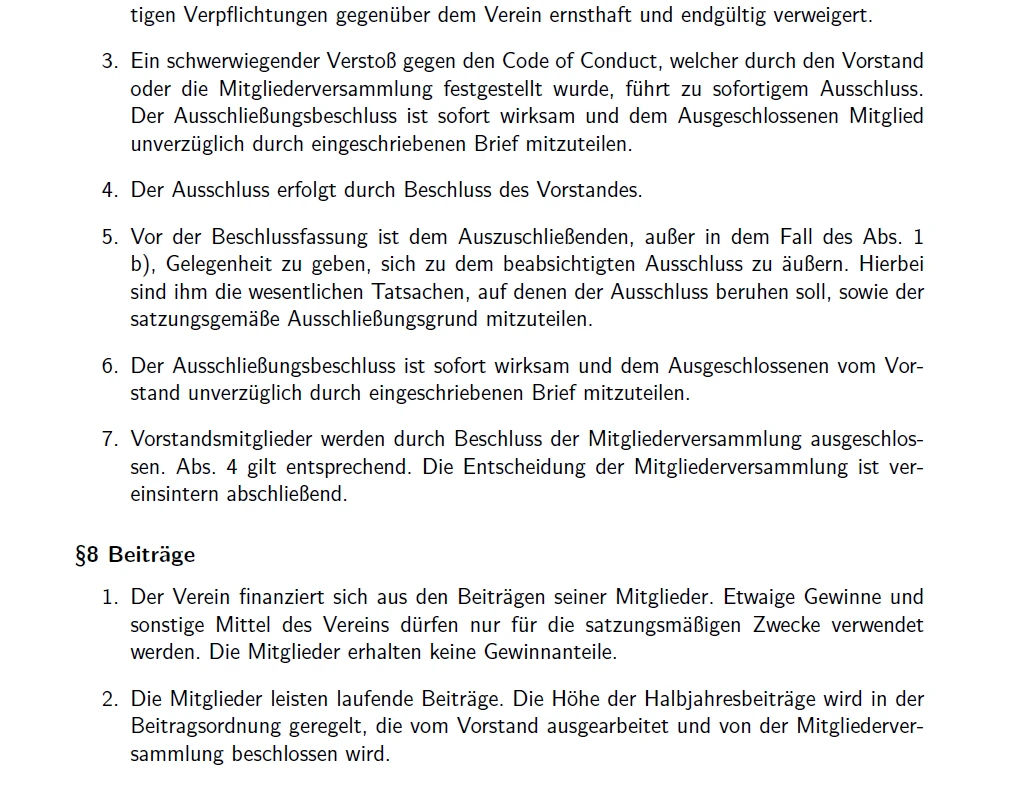 tigen Verpflichtungen gegenüber dem Verein ernsthaft und endgültig verweigert.
3. Ein schwerwiegender Verstoß gegen den Code of Conduct, welcher durch den Vorstand
oder die Mitgliederversammlung festgestellt wurde, führt zu sofortigem Ausschluss.
Der Ausschließungsbeschluss ist sofort wirksam und dem Ausgeschlossenen Mitglied
unverzüglich durch eingeschriebenen Brief mitzuteilen.
4. Der Ausschluss erfolgt durch Beschluss des Vorstandes.
5. Vor der Beschlussfassung ist dem Auszuschließenden, außer in dem Fall des Abs. 1
b), Gelegenheit zu geben, sich zu dem beabsichtigten Ausschluss zu äußern. Hierbei
sind ihm die wesentlichen Tatsachen, auf denen der Ausschluss beruhen soll, sowie der
satzungsgemäße Ausschließungsgrund mitzuteilen.
6. Der Ausschließungsbeschluss ist sofort wirksam und dem Ausgeschlossenen vom Vor-
stand unverzüglich durch eingeschriebenen Brief mitzuteilen.
7. Vorstandsmitglieder werden durch Beschluss der Mitgliederversammlung ausgeschlos-
sen. Abs. 4 gilt entsprechend. Die Entscheidung der Mitgliederversammlung ist ver-
einsintern abschließend.
§8 Beiträge
1. Der Verein finanziert sich aus den Beiträgen seiner Mitglieder. Etwaige Gewinne und
sonstige Mittel des Vereins dürfen nur für die satzungsmäßigen Zwecke verwendet
werden. Die Mitglieder erhalten keine Gewinnanteile.
2. Die Mitglieder leisten laufende Beiträge. Die Höhe der Halbjahresbeiträge wird in der
Beitragsordnung geregelt, die vom Vorstand ausgearbeitet und von der Mitgliederver-
sammlung beschlossen wird.